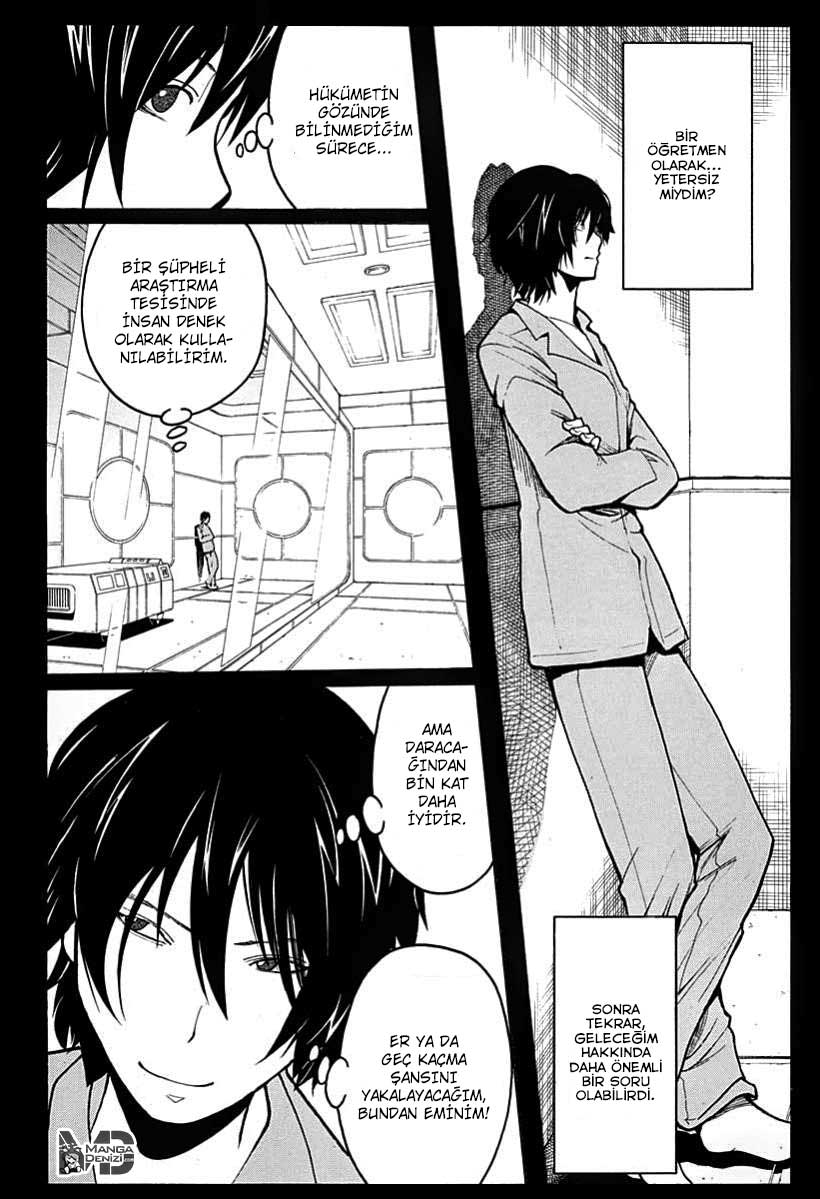 BİR
ÖĞRETMEN
OLARAK...
YETERSİZ
MİYDİM?
SONRA
TEKRAR,
GELECEĞİM
HAKKINDA
DAHA ÖNEMLİ
BİR SORU
OLABİLİRDİ.
HÜKÜMETİN
GÖZÜNDE
BİLİNMEDİĞİM
SÜRECE...
BİR ŞÜPHELİ
ARAŞTIRMA
TESİSİNDE
İNSAN DENEK
OLARAK KULLA-
NILABİLİRİM.
AMA
DARACA-
ĞINDAN
BİN KAT
DAHA
İYİDİR.
ER YA DA
GEÇ KAÇMA
ŞANSINI
YAKALAYACAĞIM,
BUNDAN EMİNİM!
MD
MANGA
DENİZİ